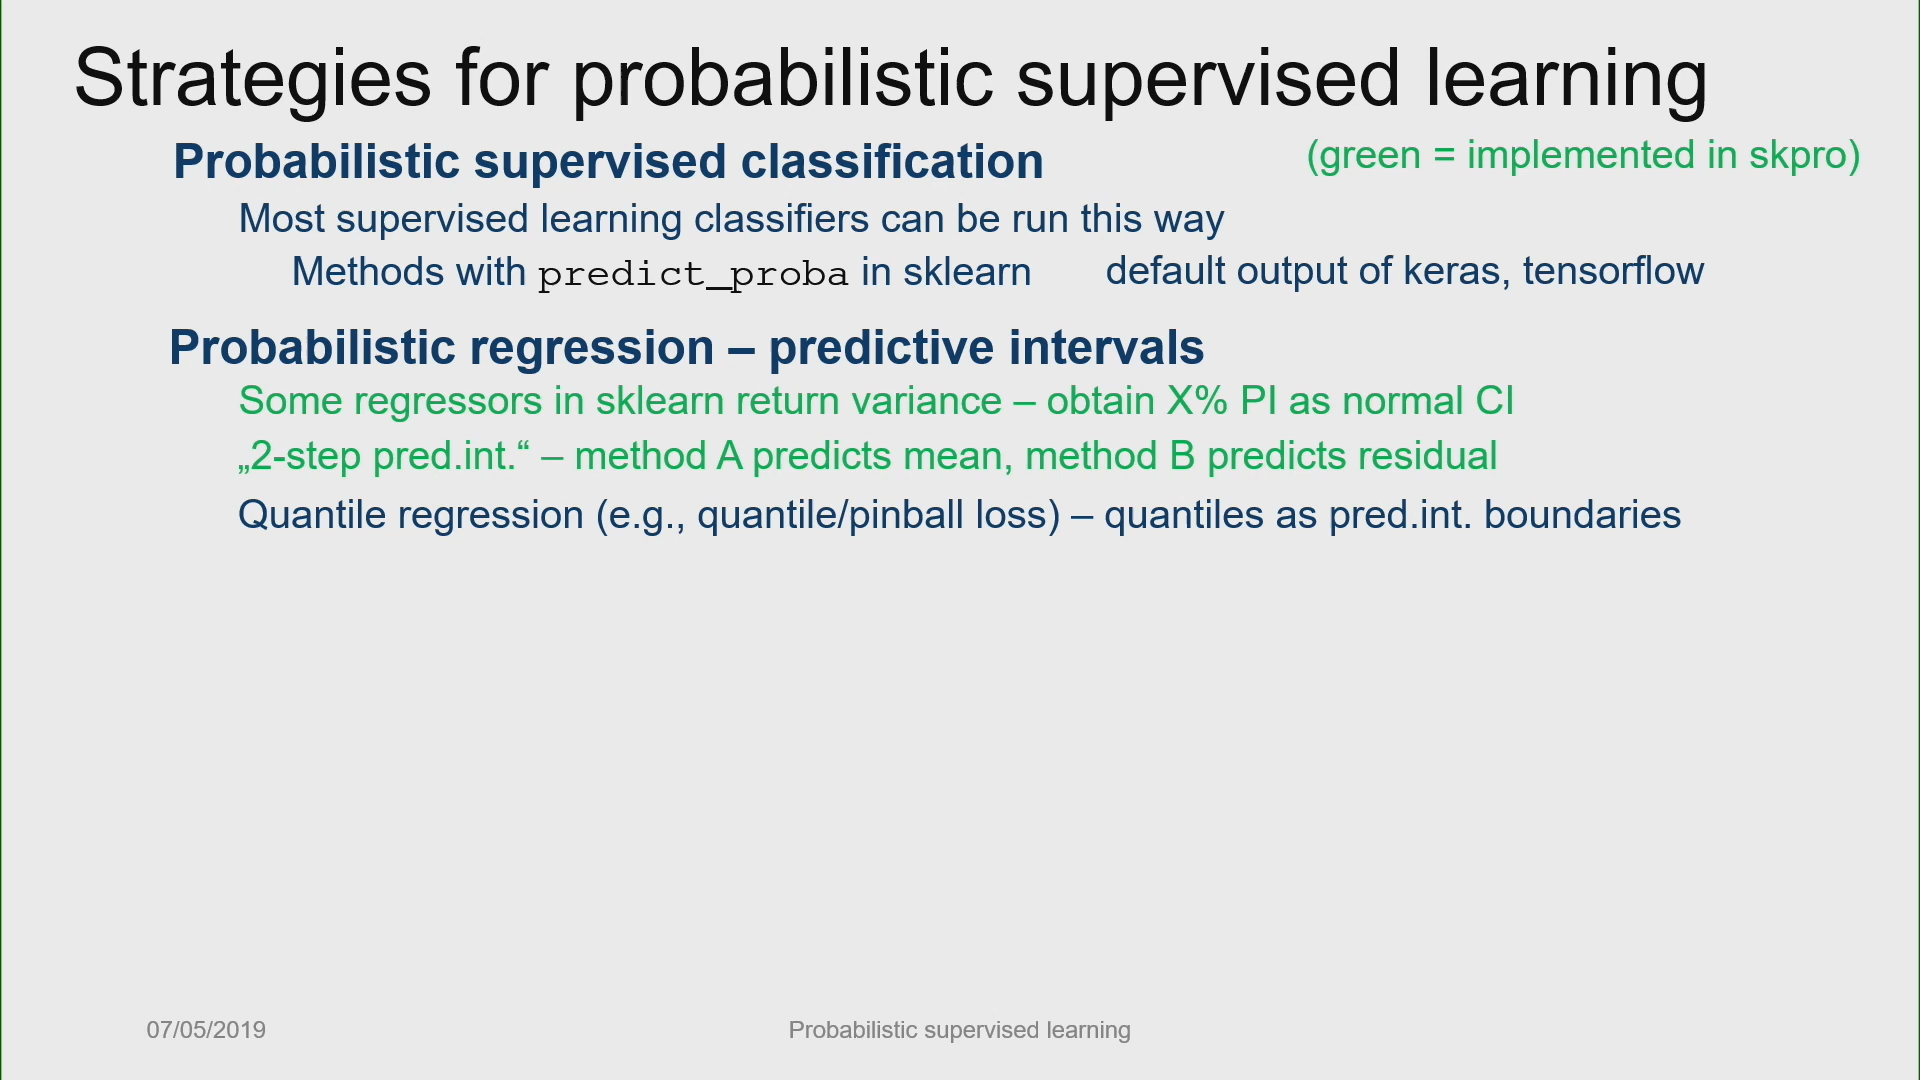 Strategies for probabilistic supervised learning
Probabilistic supervised classification
(green = implemented in skpro)
Most supervised learning classifiers can be run this way
Methods with predict_proba in sklearn
default output of keras, tensorflow
Probabilistic regression – predictive intervals
Some regressors in sklearn return variance – obtain X% PI as normal CI
„2-step pred.int.“ – method A predicts mean, method B predicts residual
Quantile regression (e.g., quantile/pinball loss) – quantiles as pred.int. boundaries
07/05/2019
Probabilistic supervised learning